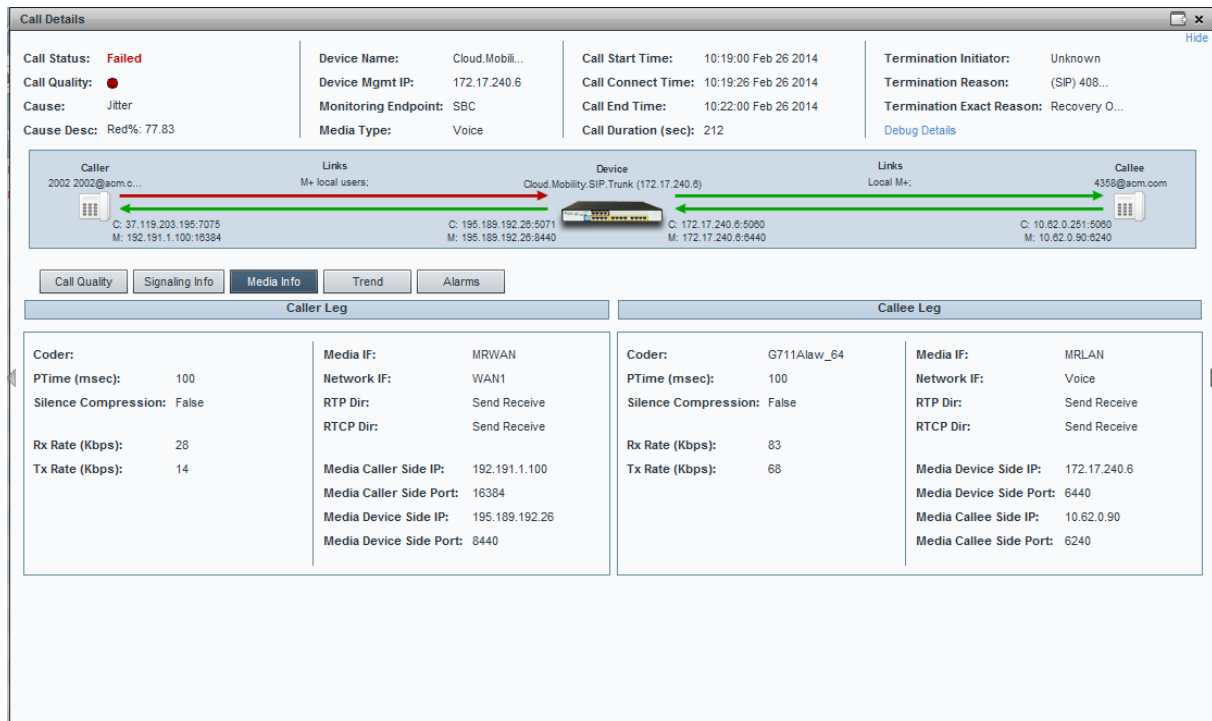 Call Details
Hide
Call Status: Failed
Call Quality:
Cause: Jitter
Cause Desc: Red%: 77.83
Device Name: Cloud.Mobili...
Device Mgmt IP: 172.17.240.6
Monitoring Endpoint: SBC
Media Type: Voice
Call Start Time: 10:19:00 Feb 26 2014
Call Connect Time: 10:19:26 Feb 26 2014
Call End Time: 10:22:00 Feb 26 2014
Call Duration (sec): 212
Termination Initiator: Unknown
Termination Reason: (SIP) 408...
Termination Exact Reason: Recovery O...
Debug Details
Caller
2002 2002@acm.c...
Links
M+ local users;
Device
Cloud.Mobility.SIP.Trunk (172.17.240.6)
Links
Local M+;
Callee
4358@acm.com
C: 37.119.203.195:7075
M: 192.191.1.100:16384
C: 195.189.192.26:5071
M: 195.189.192.26:8440
C: 172.17.240.6:5060
M: 172.17.240.6:6440
C: 10.62.0.251:5060
M: 10.62.0.90:6240
Call Quality
Signaling Info
Media Info
Trend
Alarms
Caller Leg
Coder:
PTime (msec): 100
Silence Compression: False
Rx Rate (Kbps): 28
Tx Rate (Kbps): 14
Media IF: MRWAN
Network IF: WAN1
RTP Dir: Send Receive
RTCP Dir: Send Receive
Media Caller Side IP: 192.191.1.100
Media Caller Side Port: 16384
Media Device Side IP: 195.189.192.26
Media Device Side Port: 8440
Callee Leg
Coder: G711Alaw_64
PTime (msec): 100
Silence Compression: False
Rx Rate (Kbps): 83
Tx Rate (Kbps): 68
Media IF: MRLAN
Network IF: Voice
RTP Dir: Send Receive
RTCP Dir: Send Receive
Media Device Side IP: 172.17.240.6
Media Device Side Port: 6440
Media Callee Side IP: 10.62.0.90
Media Callee Side Port: 6240